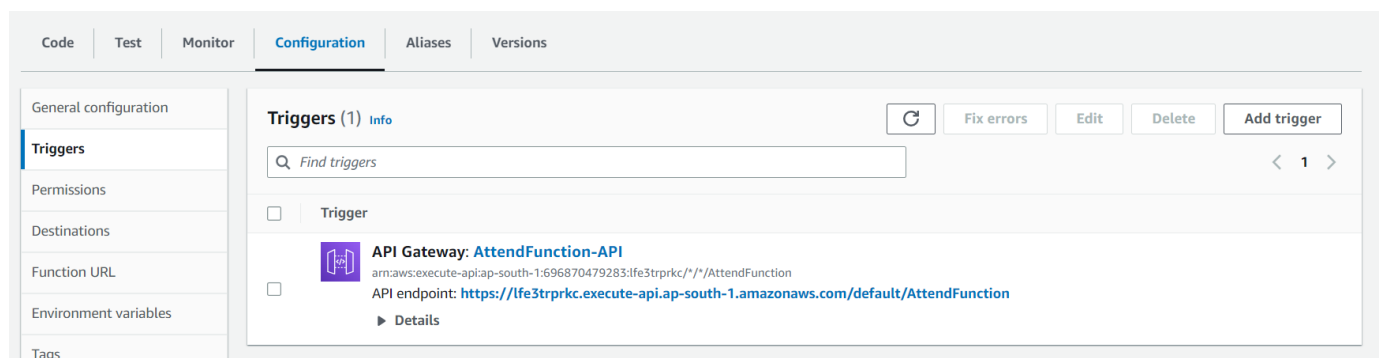 Code Test Monitor Configuration Aliases Versions
General configuration
Triggers
Permissions
Destinations
Function URL
Environment variables
Tags
Triggers (1) Info
Fix errors Edit Delete Add trigger
Find triggers
1
Trigger
API Gateway: AttendFunction-API
arn:aws:execute-api:ap-south-1:696870479283:lfe3trprkc/*/*/AttendFunction
API endpoint: https://lfe3trprkc.execute-api.ap-south-1.amazonaws.com/default/AttendFunction
Details